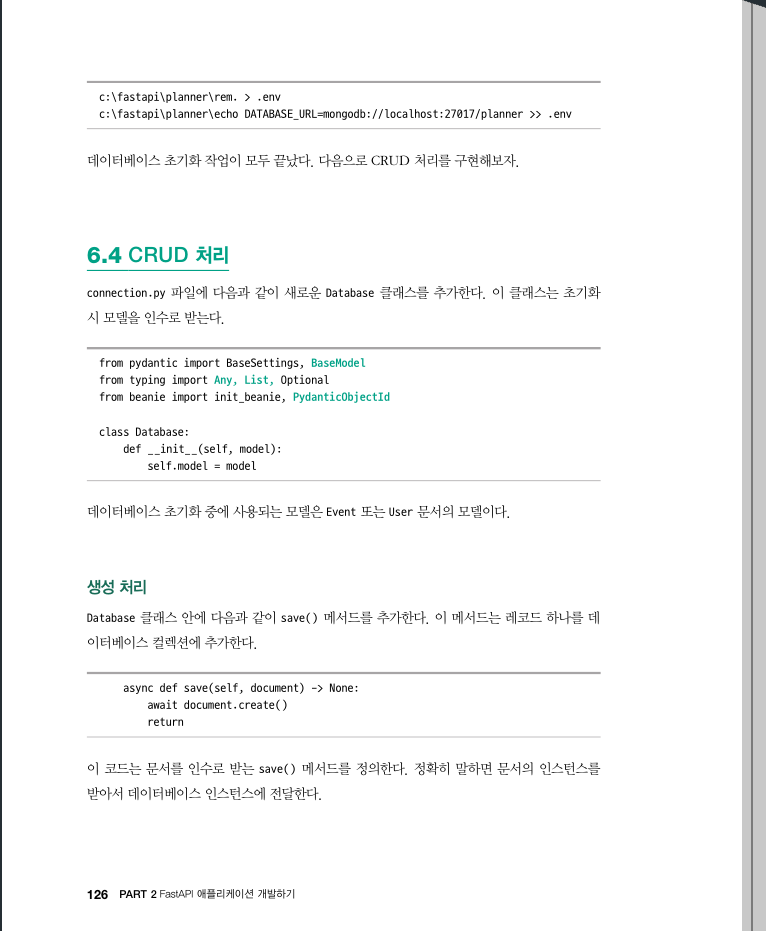 c:\fastapi\planner\rem. > .env
c:\fastapi\planner\echo DATABASE_URL=mongodb://localhost:27017/planner >> .env
데이터베이스 초기화 작업이 모두 끝났다. 다음으로 CRUD 처리를 구현해보자.
6.4 CRUD 처리
connection.py 파일에 다음과 같이 새로운 Database 클래스를 추가한다. 이 클래스는 초기화
시 모델을 인수로 받는다.
from pydantic import BaseSettings, BaseModel
from typing import Any, List, Optional
from beanie import init_beanie, PydanticObjectId
class Database:
    def __init__(self, model):
        self.model = model
데이터베이스 초기화 중에 사용되는 모델은 Event 또는 User 문서의 모델이다.
생성 처리
Database 클래스 안에 다음과 같이 save() 메서드를 추가한다. 이 메서드는 레코드 하나를 데
이터베이스 컬렉션에 추가한다.
    async def save(self, document) -> None:
        await document.create()
        return
이 코드는 문서를 인수로 받는 save() 메서드를 정의한다. 정확히 말하면 문서의 인스턴스를
받아서 데이터베이스 인스턴스에 전달한다.
126 PART 2 FastAPI 애플리케이션 개발하기